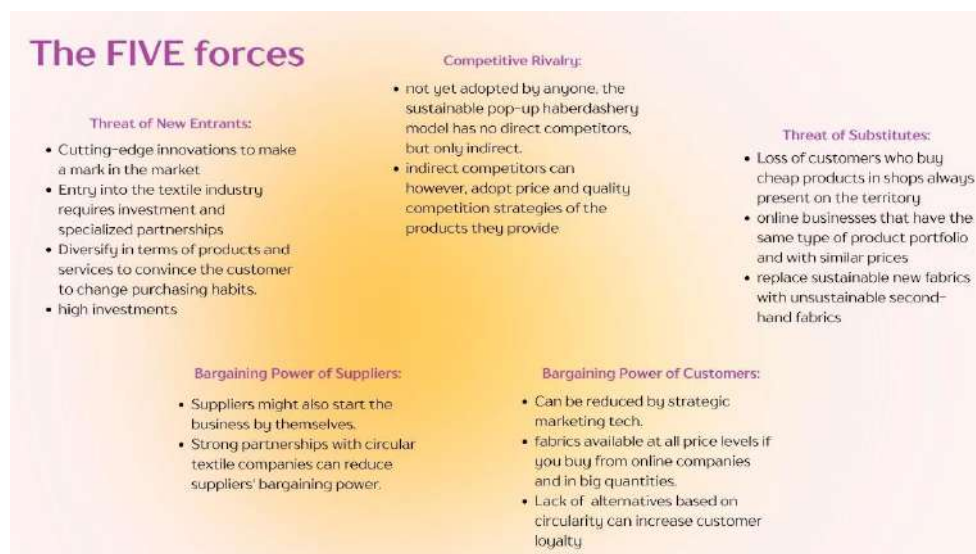 The FIVE forces
Competitive Rivalry:
• not yet adopted by anyone, the
sustainable pop-up haberdashery
model has no direct competitors,
but only indirect.
• indirect competitors can
however, adopt price and quality
competition strategies of the
products they provide
Threat of New Entrants:
• Cutting-edge innovations to make
a mark in the market
• Entry into the textile industry
requires investment and
specialized partnerships
• Diversify in terms of products and
services to convince the customer
to change purchasing habits.
• high investments
Threat of Substitutes:
• Loss of customers who buy
cheap products in shops always
present on the territory
• online businesses that have the
same type of product portfolio
and with similar prices
• replace sustainable new fabrics
with unsustainable second-
hand fabrics
Bargaining Power of Suppliers:
• Suppliers might also start the
business by themselves.
• Strong partnerships with circular
textile companies can reduce
suppliers' bargaining power.
Bargaining Power of Customers:
• Can be reduced by strategic
marketing tech.
• fabrics available at all price levels if
you buy from online companies
and in big quantities.
• Lack of alternatives based on
circularity can increase customer
loyalty